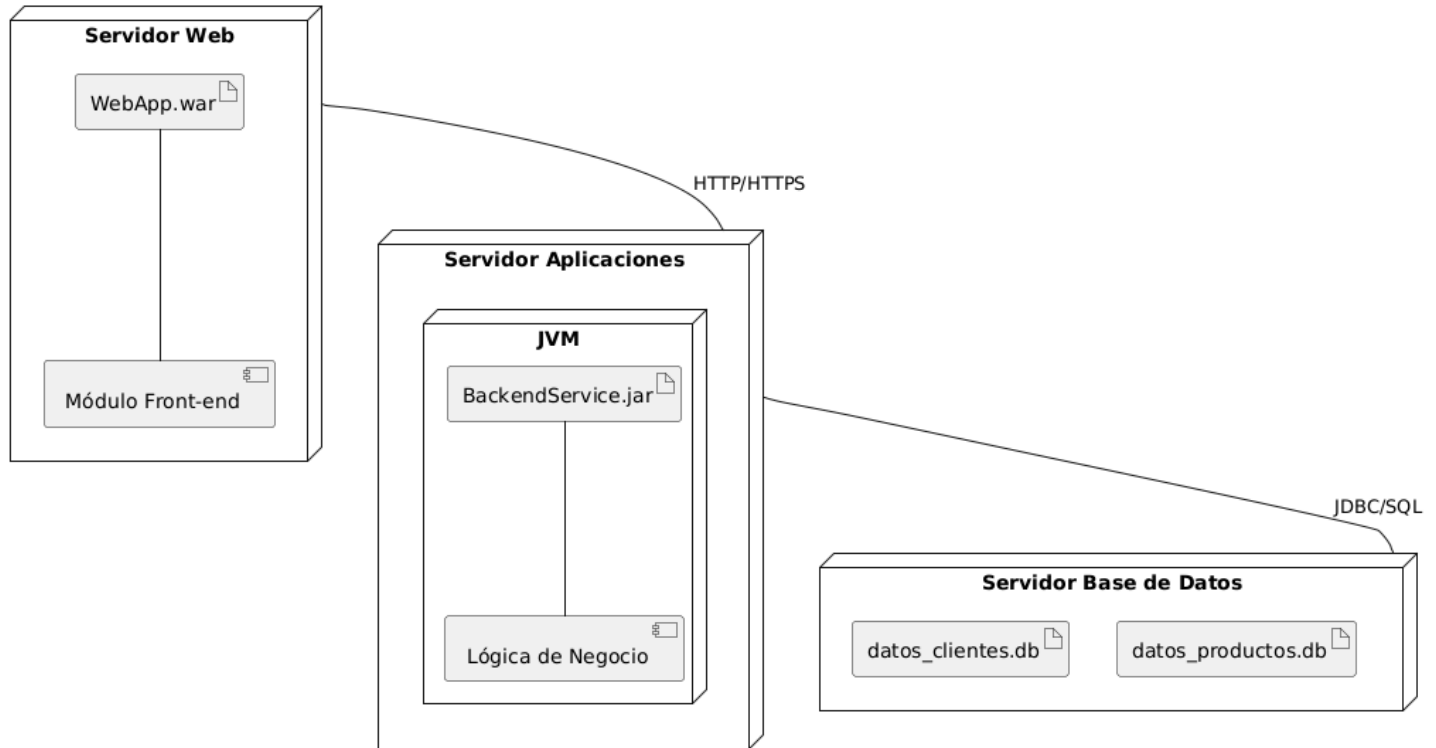 Servidor Web
WebApp.war
Módulo Front-end
HTTP/HTTPS
Servidor Aplicaciones
JVM
BackendService.jar
Lógica de Negocio
JDBC/SQL
Servidor Base de Datos
datos_clientes.db
datos_productos.db